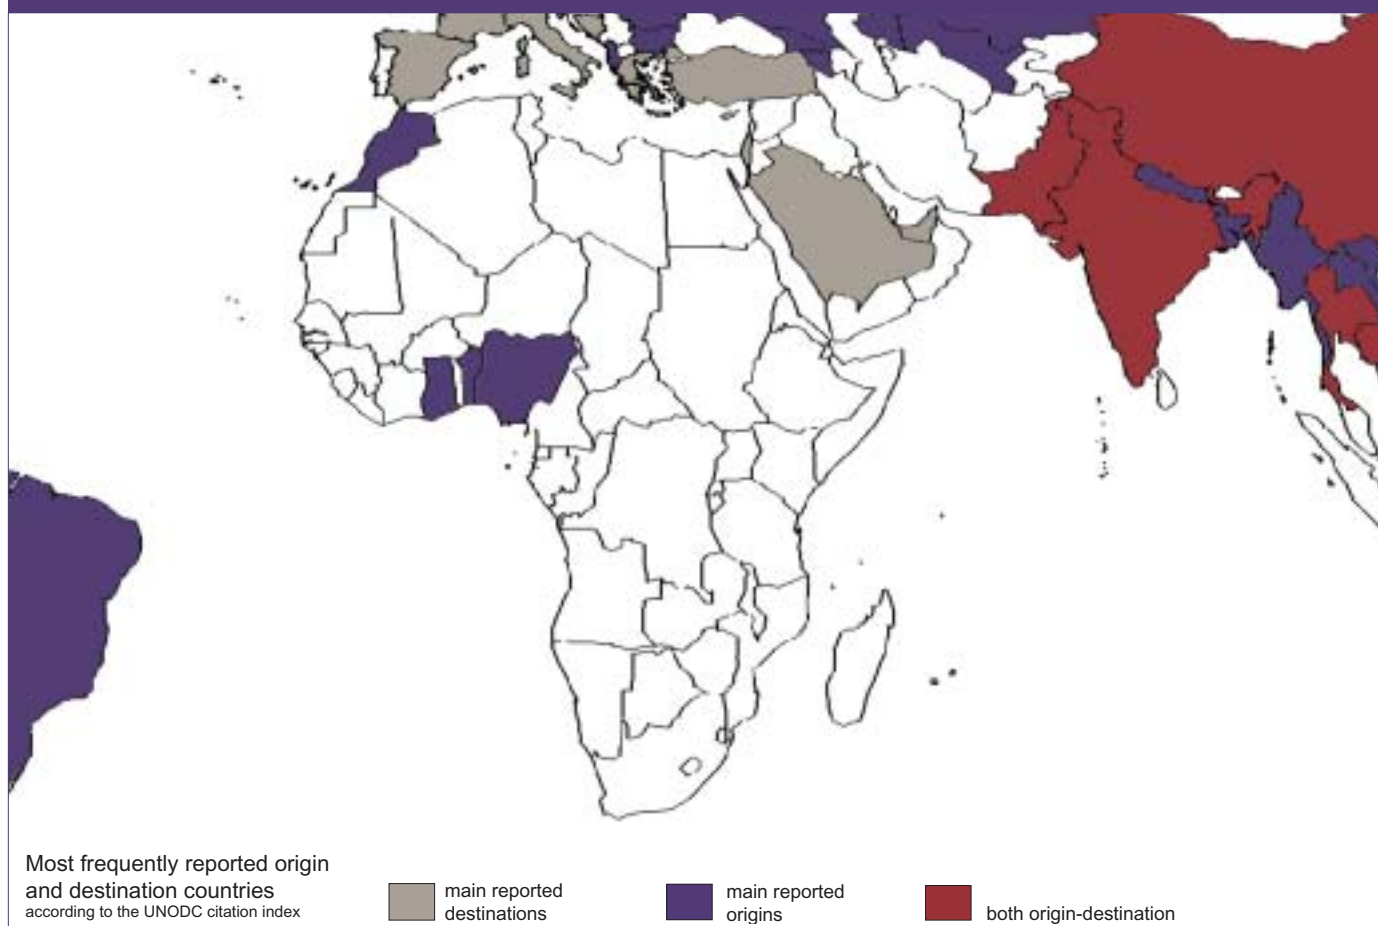 Most frequently reported origin
and destination countries
according to the UNODC citation index
main reported
destinations
main reported
origins
both origin-destination